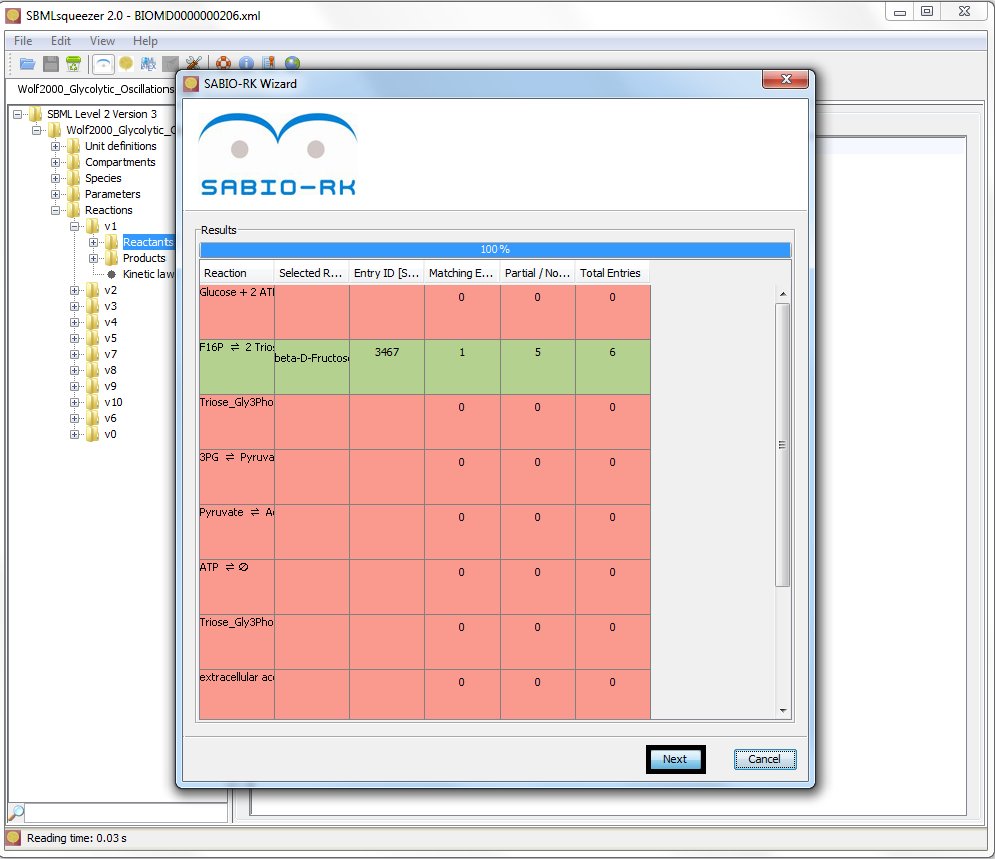 SBMLsqueezer 2.0 - BIOMD0000000206.xml
File Edit View Help
Wolf2000_Glycolytic_Oscillations
SBML Level 2 Version 3
Wolf2000_Glycolytic_O
Unit definitions
Compartments
Species
Parameters
Reactions
v1
Reactants
Products
Kinetic law
v2
v3
v4
v5
v7
v8
v9
v10
v6
v0
SABIO-RK Wizard
SABIO-RK
Results
100%
Reaction Selected R... Entry ID [S... Matching E... Partial / No... Total Entries
Glucose + 2 ATP 0 0 0
F16P ⇌ 2 Trios beta-D-Fructose 3467 1 5 6
Triose_Gly3Pho 0 0 0
3PG ⇌ Pyruva 0 0 0
Pyruvate ⇌ Ac 0 0 0
ATP ⇌ ∅ 0 0 0
Triose_Gly3Pho 0 0 0
extracellular ace 0 0 0
Next Cancel
Reading time: 0.03 s